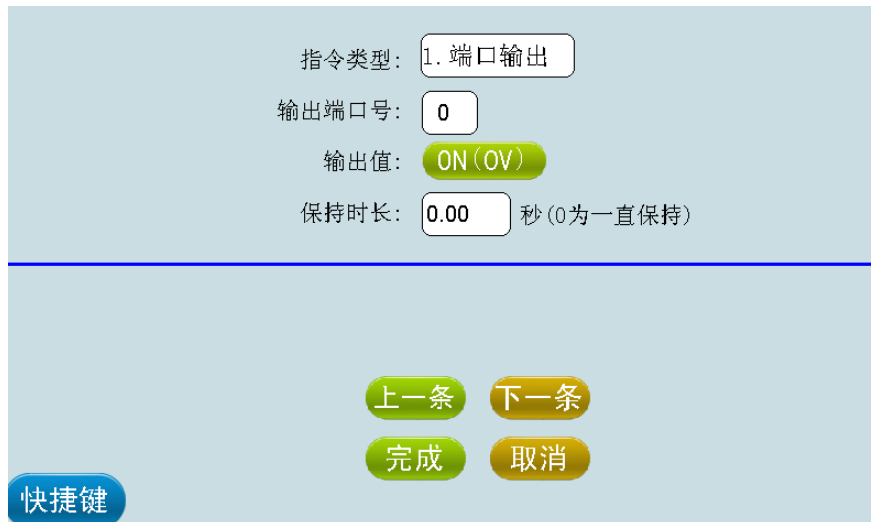 指令类型: 1.端口输出
输出端口号: 0
输出值: ON(OV)
保持时长: 0.00 秒(0为一直保持)
上一条 下一条
完成 取消
快捷键